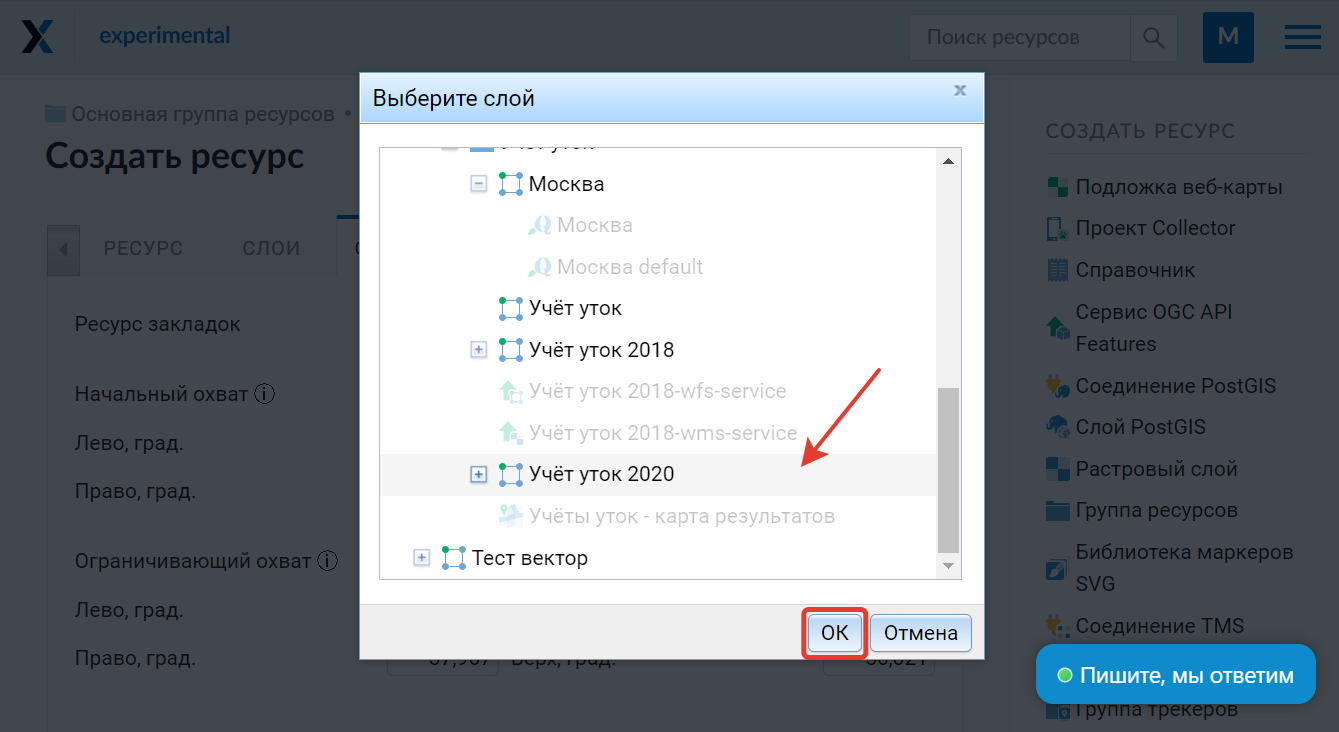 experimental
Поиск ресурсов
M
Основная группа ресурсов
Создать ресурс
РЕСУРС
СЛОИ
Ресурс закладок
Начальный охват
Лево, град.
Право, град.
Ограничивающий охват
Лево, град.
Право, град.
Верх, град.
Выберите слой
x
Учёт уток
Москва
Москва
Москва default
Учёт уток
Учёт уток 2018
Учёт уток 2018-wfs-service
Учёт уток 2018-wms-service
Учёт уток 2020
Учёты уток - карта результатов
Тест вектор
ОК
Отмена
СОЗДАТЬ РЕСУРС
Подложка веб-карты
Проект Collector
Справочник
Сервис OGC API
Features
Соединение PostGIS
Слой PostGIS
Растровый слой
Группа ресурсов
Библиотека маркеров
SVG
Соединение TMS
Пишите, мы ответим
Группа трекеров